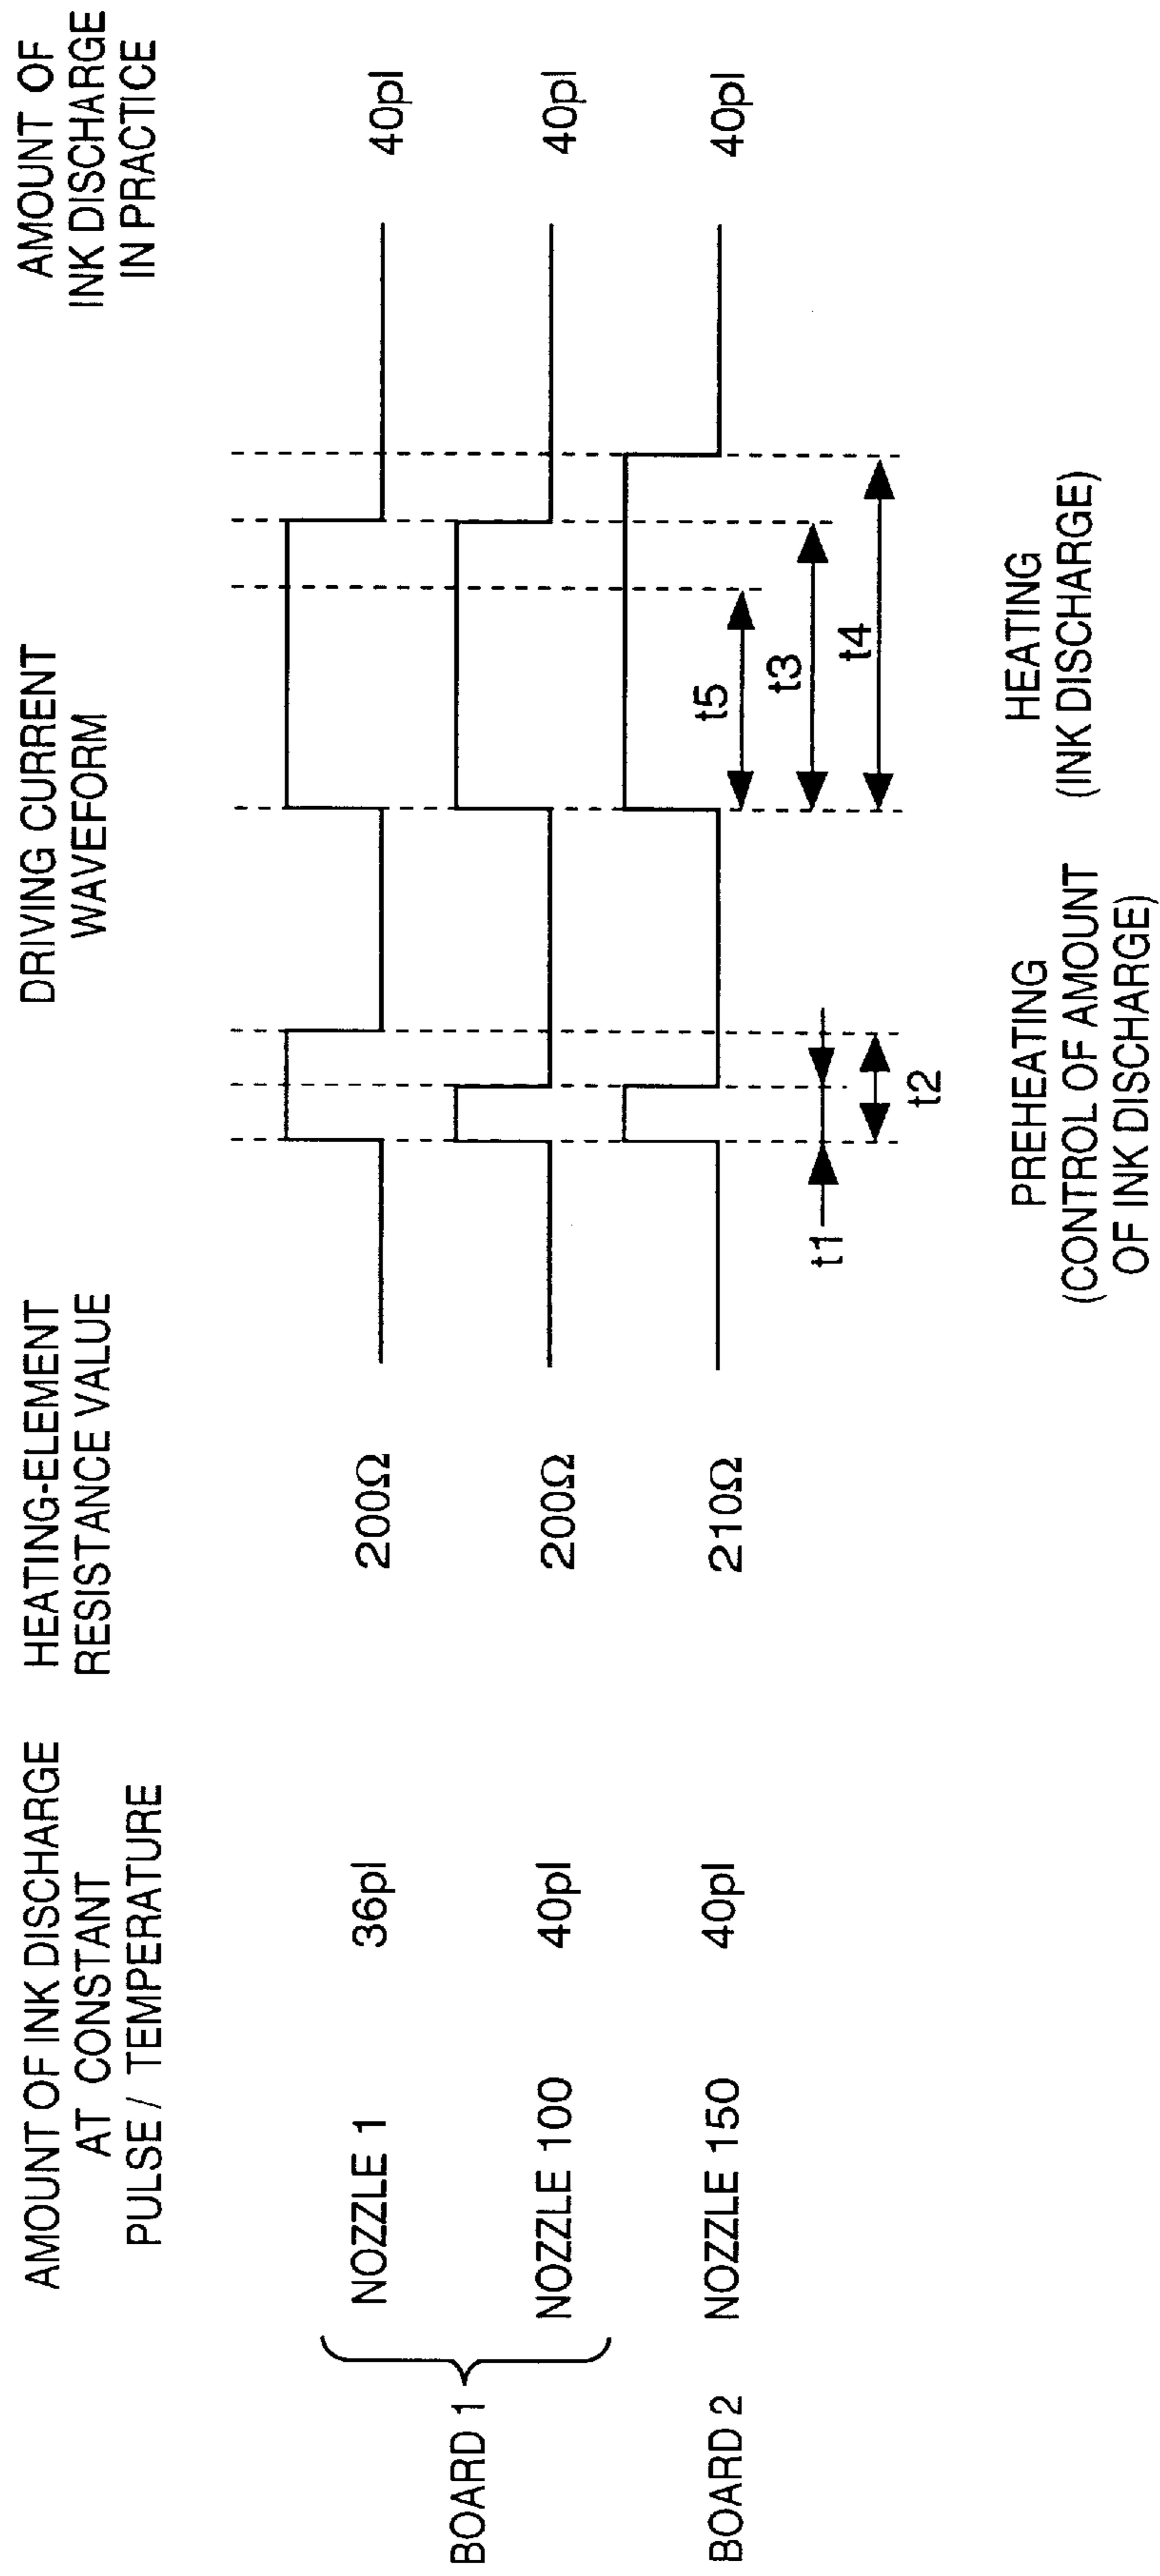 AMOUNT OF INK DISCHARGE
AT CONSTANT
PULSE / TEMPERATURE
HEATING-ELEMENT
RESISTANCE VALUE
DRIVING CURRENT
WAVEFORM
AMOUNT OF
INK DISCHARGE
IN PRACTICE
BOARD 1
NOZZLE 1
36pl
200Ω
40pl
NOZZLE 100
40pl
200Ω
40pl
BOARD 2
NOZZLE 150
40pl
210Ω
40pl
t5
t3
t4
t1
t2
PREHEATING
(CONTROL OF AMOUNT
OF INK DISCHARGE)
HEATING
(INK DISCHARGE)